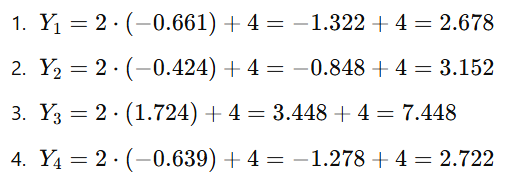 1. Y₁ = 2 · (−0.661) + 4 = −1.322 + 4 = 2.678
2. Y₂ = 2 · (−0.424) + 4 = −0.848 + 4 = 3.152
3. Y₃ = 2 · (1.724) + 4 = 3.448 + 4 = 7.448
4. Y₄ = 2 · (−0.639) + 4 = −1.278 + 4 = 2.722